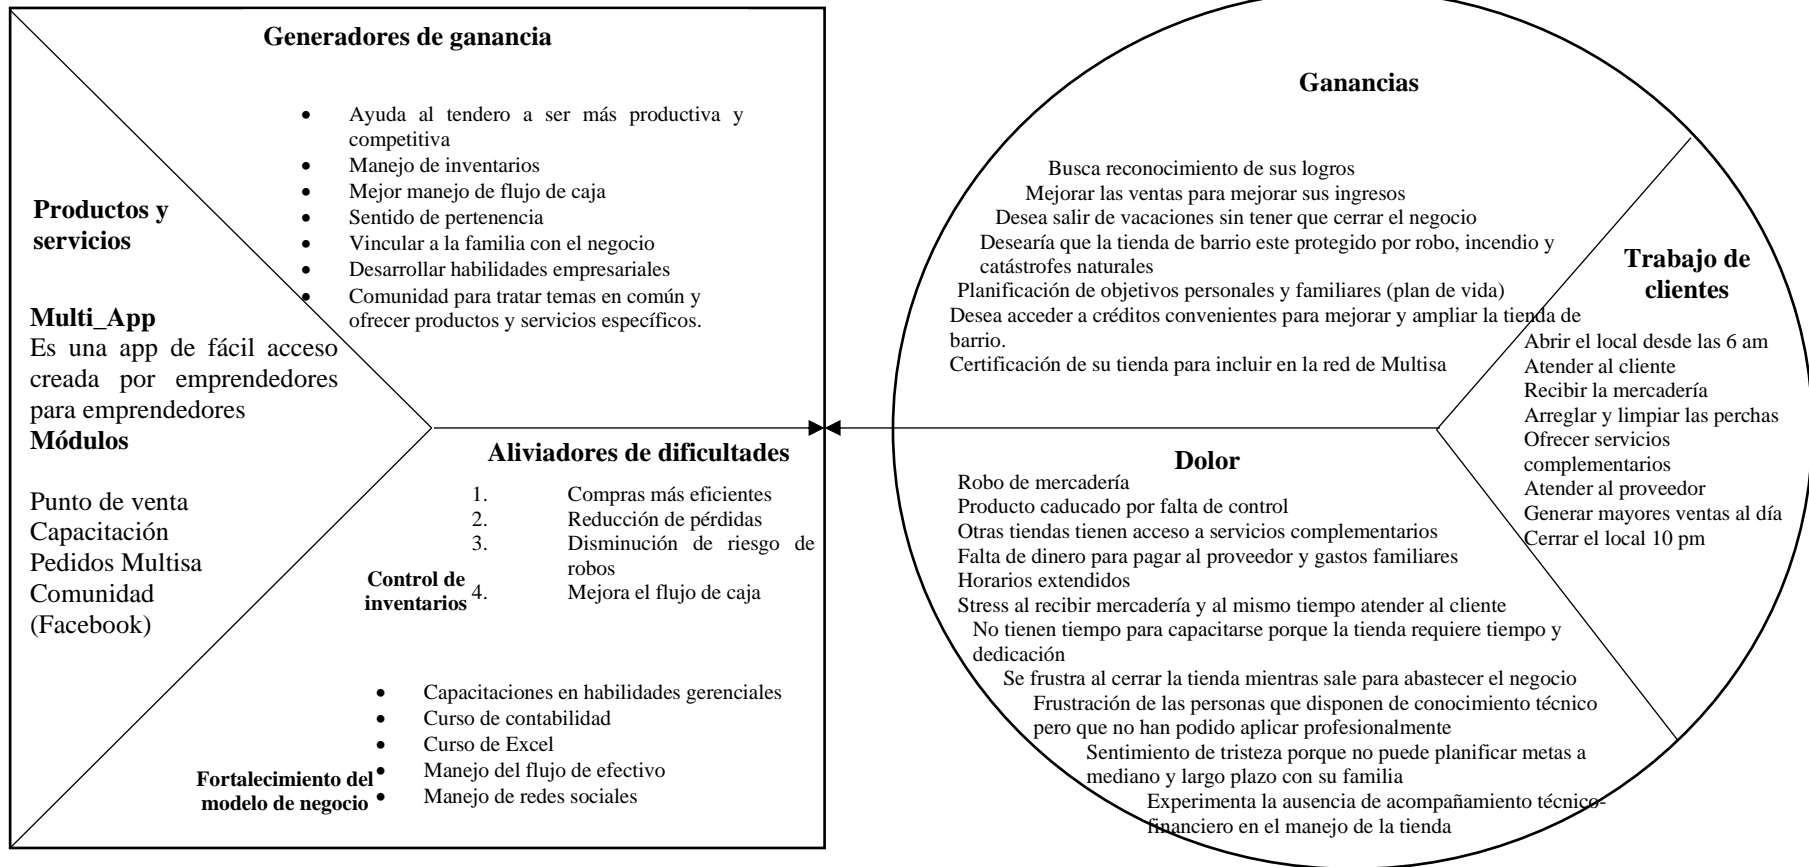 Generadores de ganancia
• Ayuda al tendero a ser más productiva y
competitiva
• Manejo de inventarios
• Mejor manejo de flujo de caja
• Sentido de pertenencia
• Vincular a la familia con el negocio
• Desarrollar habilidades empresariales
• Comunidad para tratar temas en común y
ofrecer productos y servicios específicos.
Productos y
servicios
Multi_App
Es una app de fácil acceso
creada por emprendedores
para emprendedores
Módulos
Punto de venta
Capacitación
Pedidos Multisa
Comunidad
(Facebook)
Aliviadores de dificultades
1. Compras más eficientes
2. Reducción de pérdidas
3. Disminución de riesgo de
robos
4. Mejora el flujo de caja
Control de
inventarios
• Capacitaciones en habilidades gerenciales
• Curso de contabilidad
• Curso de Excel
• Manejo del flujo de efectivo
• Manejo de redes sociales
Fortalecimiento del
modelo de negocio
Ganancias
Busca reconocimiento de sus logros
Mejorar las ventas para mejorar sus ingresos
Desea salir de vacaciones sin tener que cerrar el negocio
Desearía que la tienda de barrio este protegido por robo, incendio y
catástrofes naturales
Planificación de objetivos personales y familiares (plan de vida)
Desea acceder a créditos convenientes para mejorar y ampliar la tienda de
barrio.
Certificación de su tienda para incluir en la red de Multisa
Trabajo de
clientes
Abrir el local desde las 6 am
Atender al cliente
Recibir la mercadería
Arreglar y limpiar las perchas
Ofrecer servicios
complementarios
Atender al proveedor
Generar mayores ventas al día
Cerrar el local 10 pm
Dolor
Robo de mercadería
Producto caducado por falta de control
Otras tiendas tienen acceso a servicios complementarios
Falta de dinero para pagar al proveedor y gastos familiares
Horarios extendidos
Stress al recibir mercadería y al mismo tiempo atender al cliente
No tienen tiempo para capacitarse porque la tienda requiere tiempo y
dedicación
Se frustra al cerrar la tienda mientras sale para abastecer el negocio
Frustración de las personas que disponen de conocimiento técnico
pero que no han podido aplicar profesionalmente
Sentimiento de tristeza porque no puede planificar metas a
mediano y largo plazo con su familia
Experimenta la ausencia de acompañamiento técnico-
financiero en el manejo de la tienda